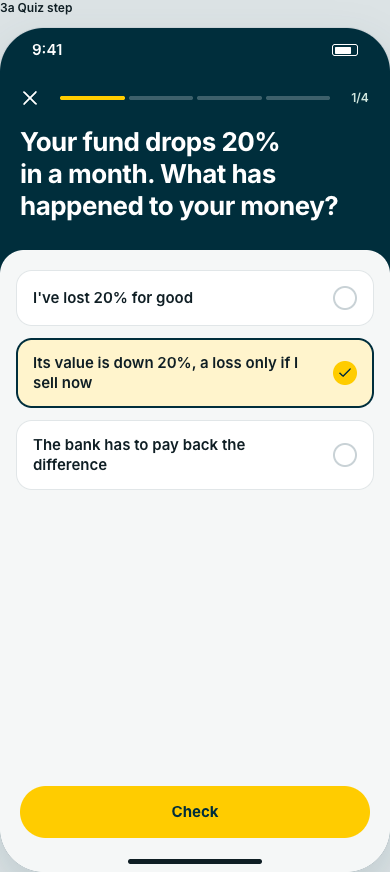 3a Quiz step
9:41
1/4
Your fund drops 20%
in a month. What has
happened to your money?
I've lost 20% for good
Its value is down 20%, a loss only if I
sell now
The bank has to pay back the
difference
Check